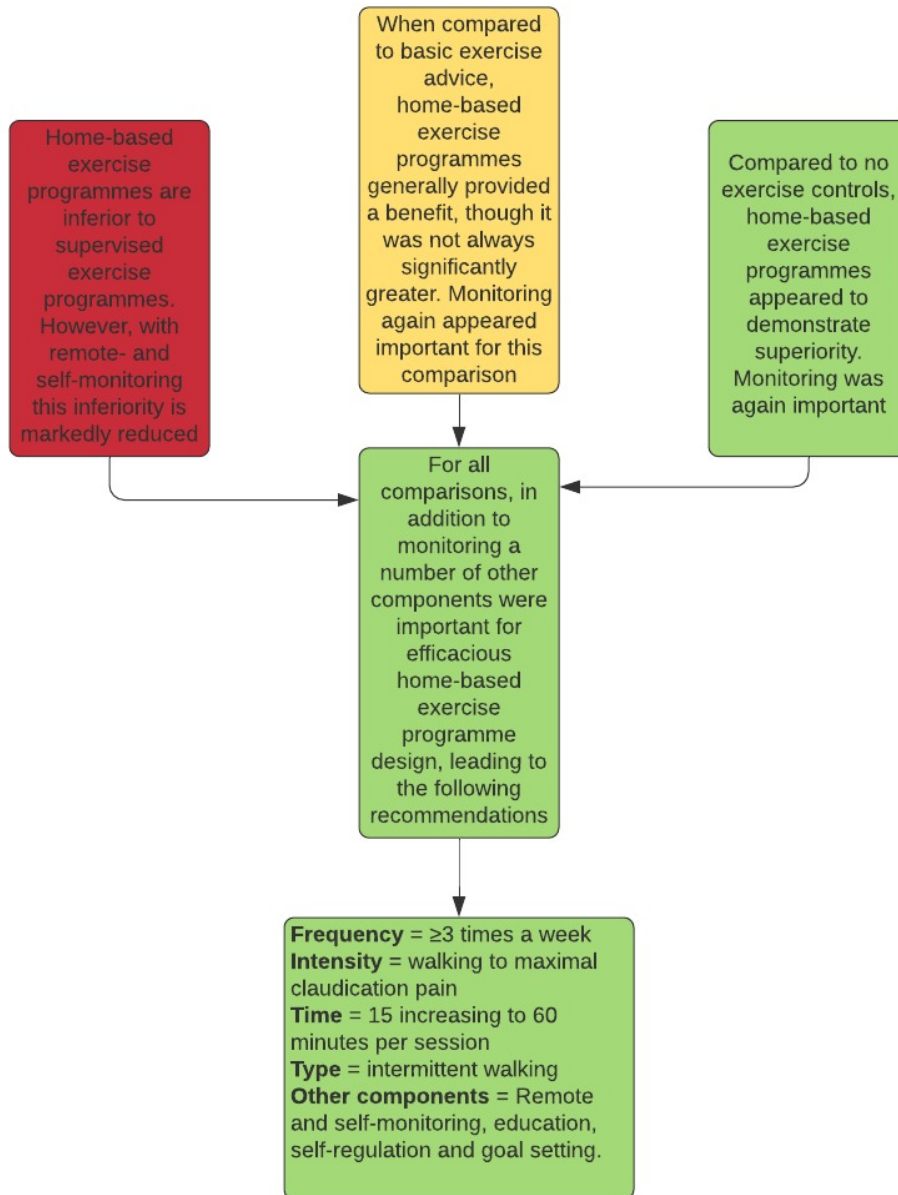 Home-based
exercise
programmes are
inferior to
supervised
exercise
programmes.
However, with
remote- and
self-monitoring
this inferiority is
markedly reduced
When compared
to basic exercise
advice,
home-based
exercise
programmes
generally provided
a benefit, though it
was not always
significantly
greater. Monitoring
again appeared
important for this
comparison
Compared to no
exercise controls,
home-based
exercise
programmes
appeared to
demonstrate
superiority.
Monitoring was
again important
For all
comparisons, in
addition to
monitoring a
number of other
components were
important for
efficacious
home-based
exercise
programme
design, leading to
the following
recommendations
Frequency = ≥3 times a week
Intensity = walking to maximal
claudication pain
Time = 15 increasing to 60
minutes per session
Type = intermittent walking
Other components = Remote
and self-monitoring, education,
self-regulation and goal setting.